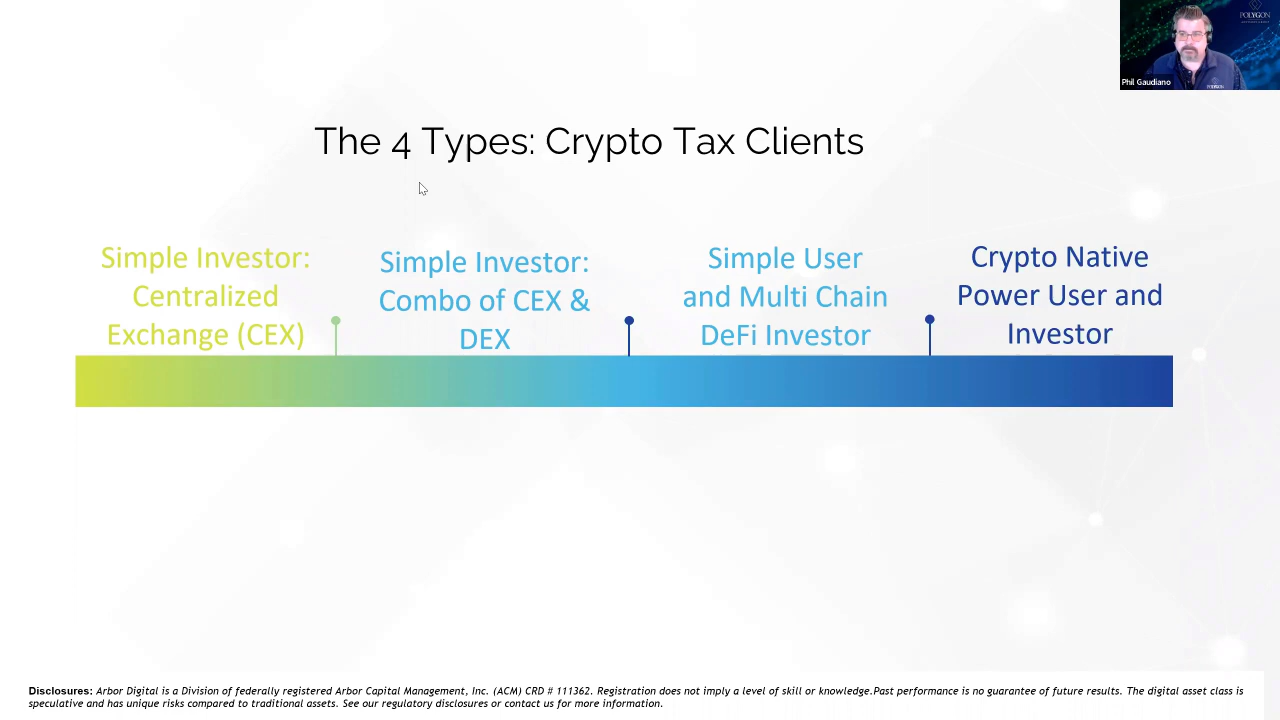 POLYGON
Phil Gaudiano
POLYGON
The 4 Types: Crypto Tax Clients
Simple Investor:
Centralized
Exchange (CEX)
Simple Investor:
Combo of CEX &
DEX
Simple User
and Multi Chain
DeFi Investor
Crypto Native
Power User and
Investor
Disclosures: Arbor Digital is a Division of federally registered Arbor Capital Management, Inc. (ACM) CRD # 111362. Registration does not imply a level of skill or knowledge.Past performance is no guarantee of future results. The digital asset class is
speculative and has unique risks compared to traditional assets. See our regulatory disclosures or contact us for more information.